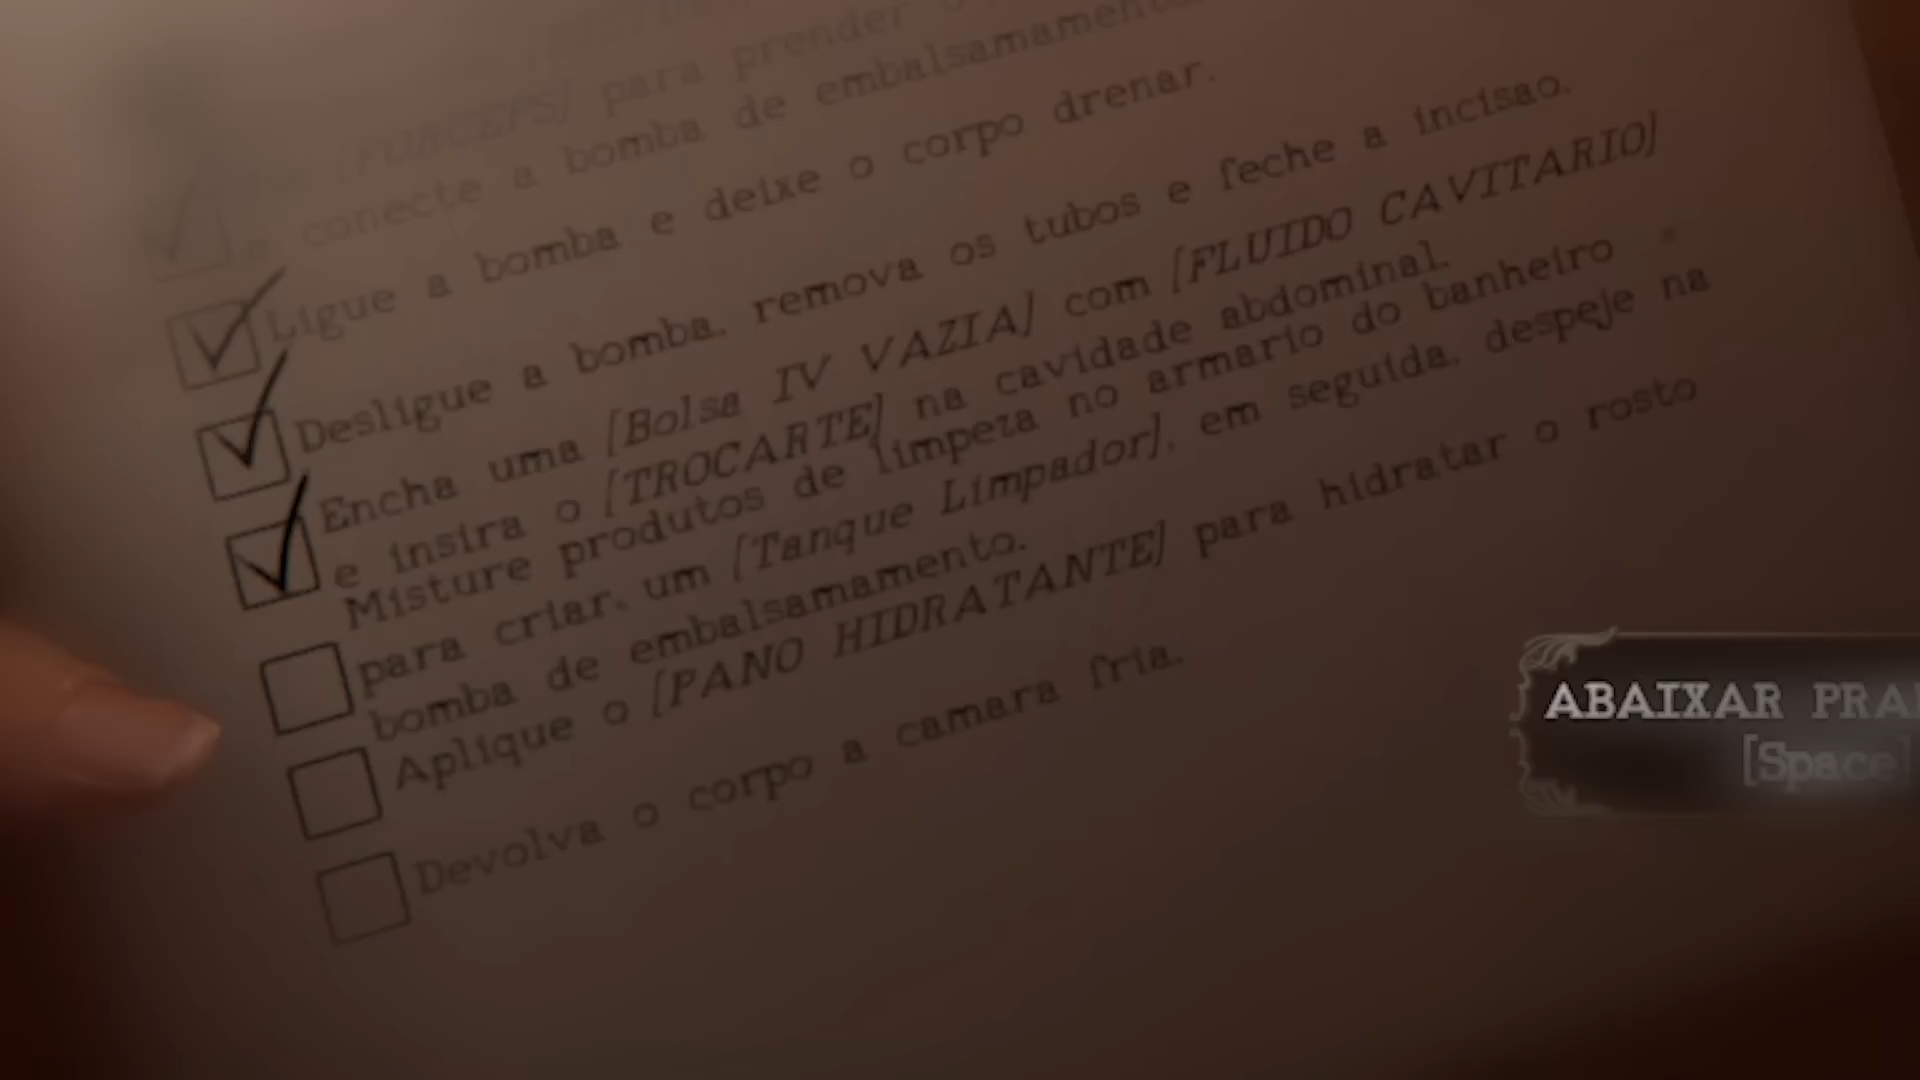 [FORCEPS] para prender
e conecte a bomba de
Ligue a bomba e deixe o corpo drenar.
Desligue a bomba, remova os tubos e feche a incisao.
Encha uma [Bolsa IV VAZIA] com [FLUIDO CAVITARIO]
e insira o [TROCARTE] na cavidade abdominal.
Misture produtos de limpeza no armario do banheiro
para criar um [Tanque Limpador], em seguida, despeje na
bomba de embalsamamento.
Aplique o [PANO HIDRATANTE] para hidratar o rosto
Devolva o corpo a camara fria.
ABAIXAR
[Space]